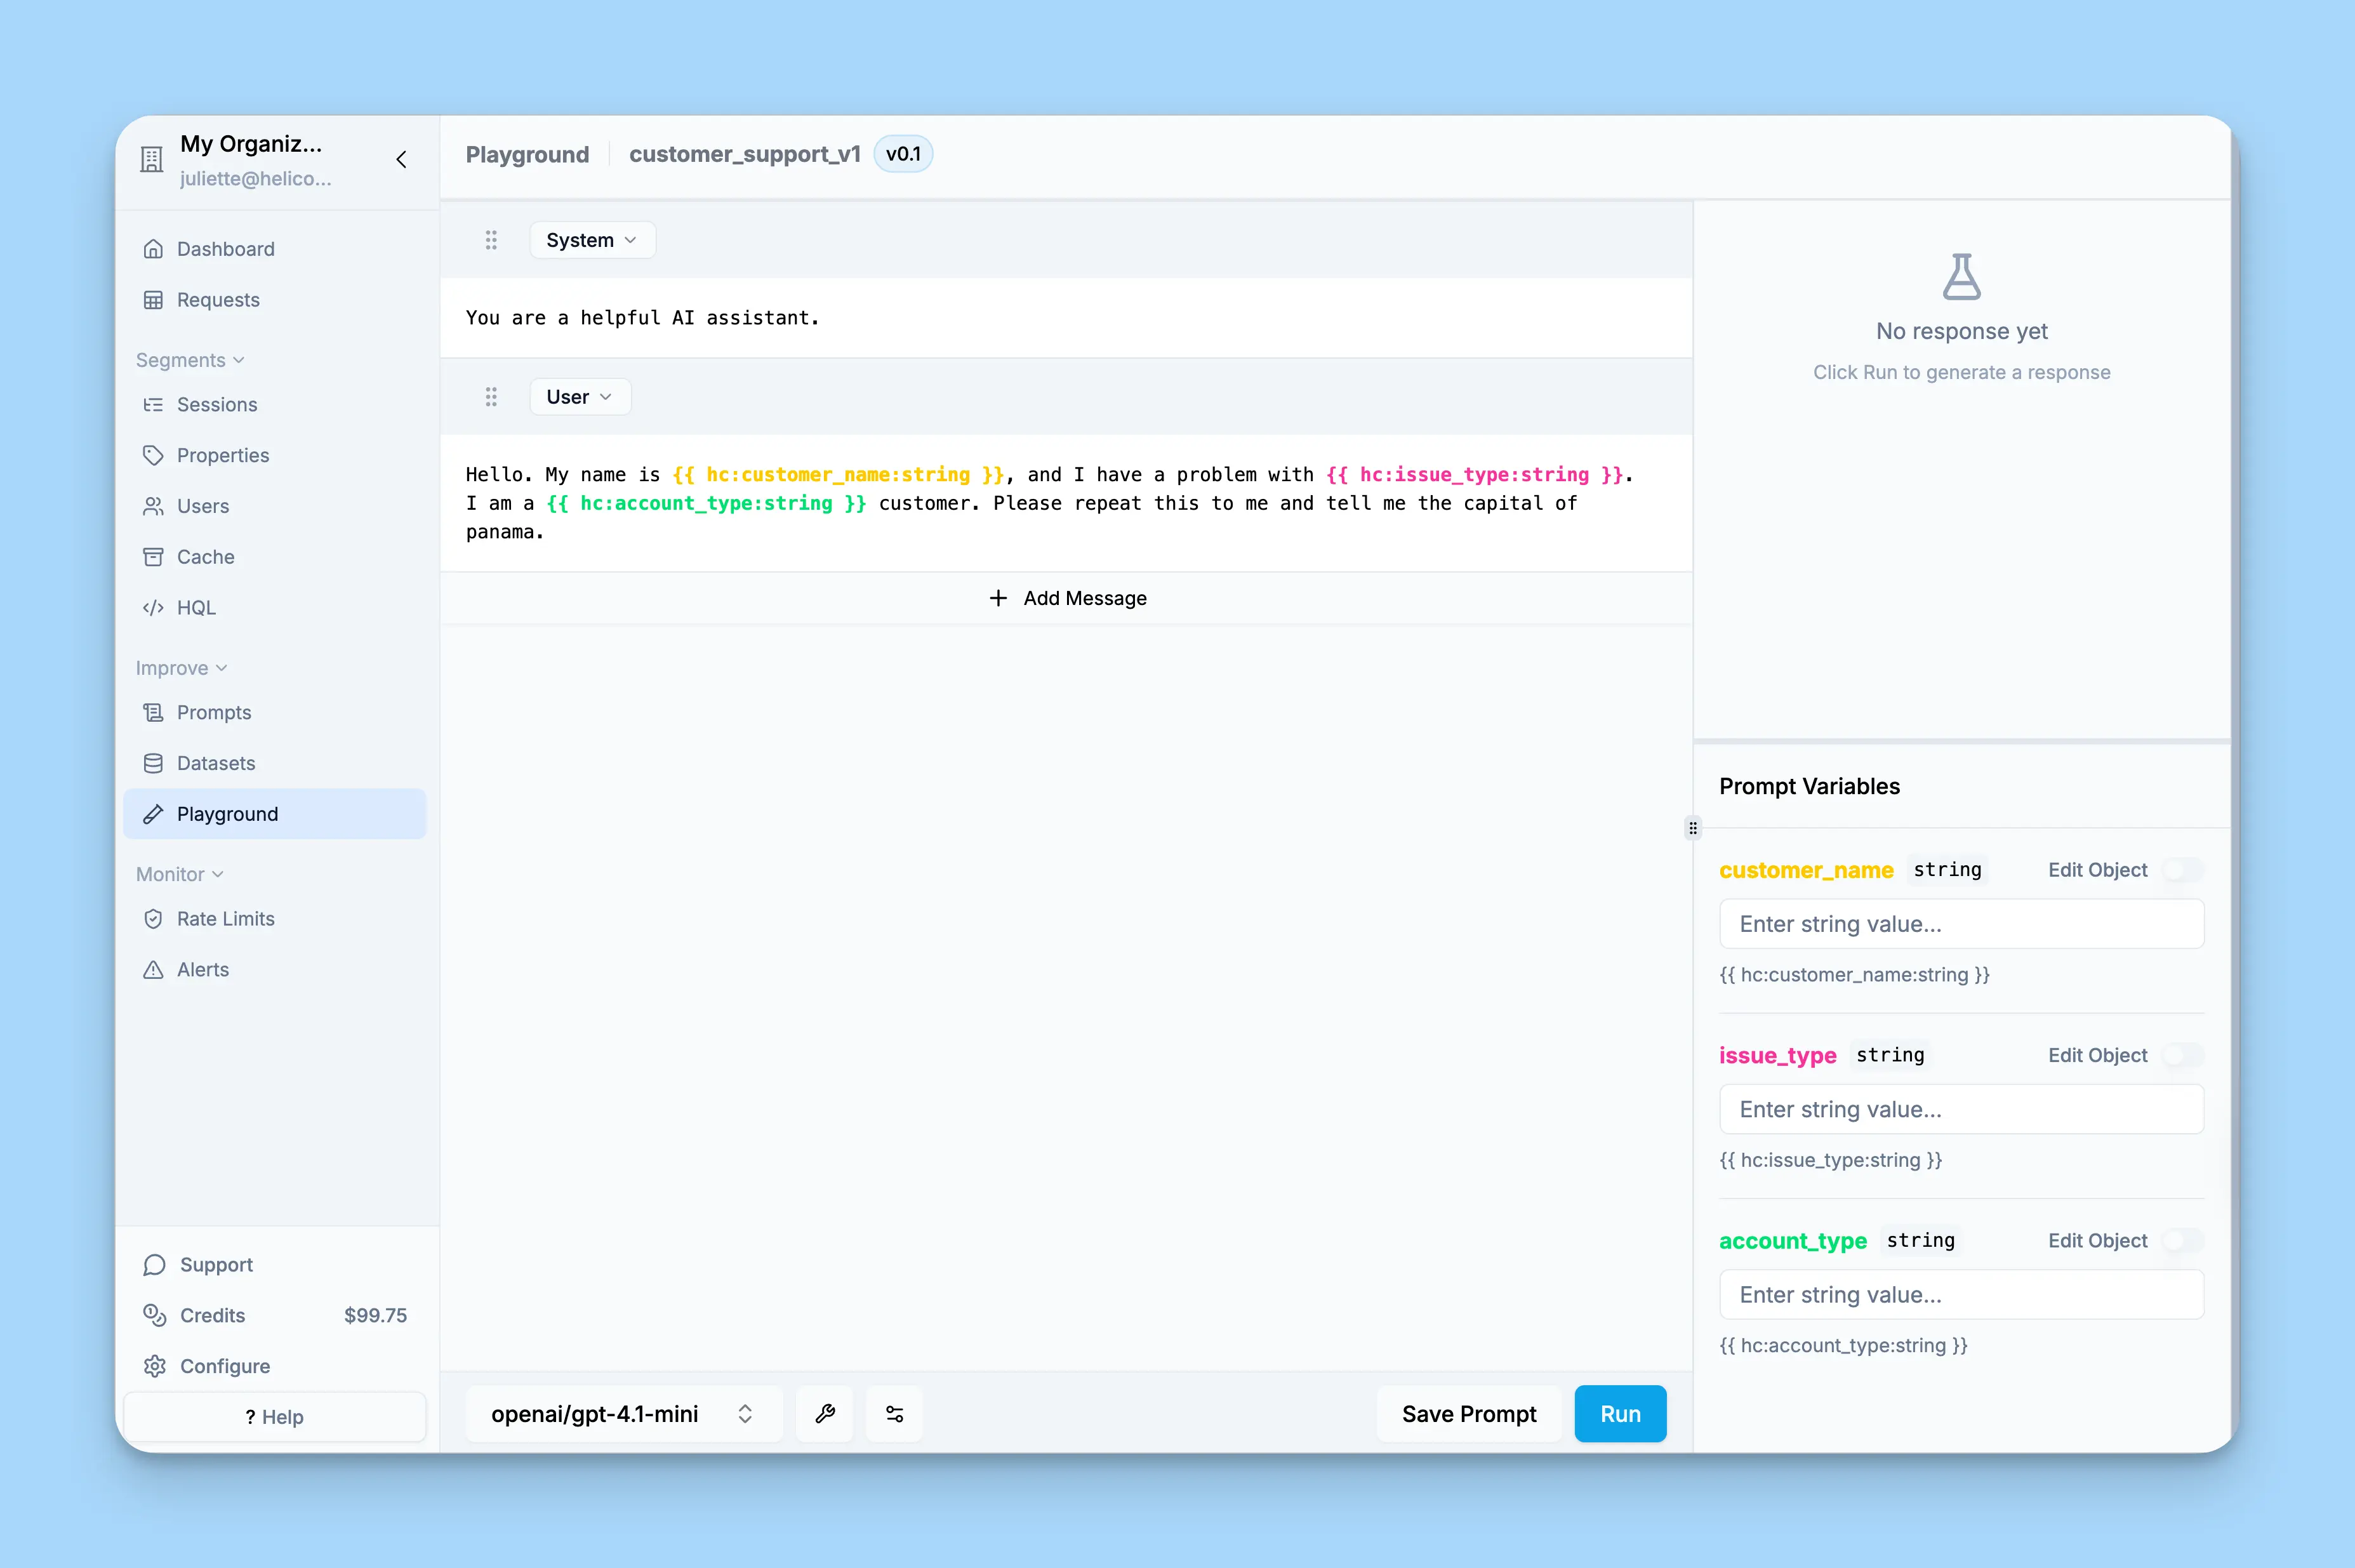 My Organiz...
juliette@helico...
Dashboard
Requests
Segments
Sessions
Properties
Users
Cache
HQL
Improve
Prompts
Datasets
Playground
Monitor
Rate Limits
Alerts
Support
Credits $99.75
Configure
? Help
Playground customer_support_v1 v0.1
System
You are a helpful AI assistant.
User
Hello. My name is {{ hc:customer_name:string }}, and I have a problem with {{ hc:issue_type:string }}.
I am a {{ hc:account_type:string }} customer. Please repeat this to me and tell me the capital of
panama.
+ Add Message
openai/gpt-4.1-mini
Save Prompt
Run
No response yet
Click Run to generate a response
Prompt Variables
customer_name string Edit Object
Enter string value...
{{ hc:customer_name:string }}
issue_type string Edit Object
Enter string value...
{{ hc:issue_type:string }}
account_type string Edit Object
Enter string value...
{{ hc:account_type:string }}